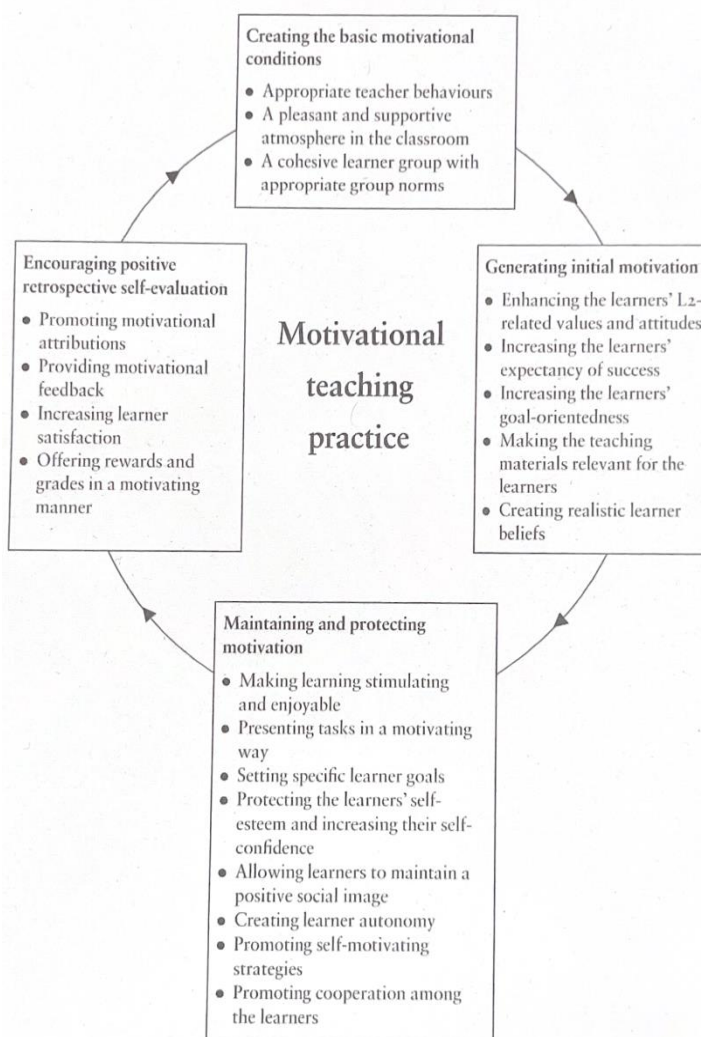 Creating the basic motivational
conditions
• Appropriate teacher behaviours
• A pleasant and supportive
atmosphere in the classroom
• A cohesive learner group with
appropriate group norms
Generating initial motivation
• Enhancing the learners' L2-
related values and attitudes
• Increasing the learners'
expectancy of success
• Increasing the learners'
goal-orientedness
• Making the teaching
materials relevant for the
learners
• Creating realistic learner
beliefs
Maintaining and protecting
motivation
• Making learning stimulating
and enjoyable
• Presenting tasks in a motivating
way
• Setting specific learner goals
• Protecting the learners' self-
esteem and increasing their self-
confidence
• Allowing learners to maintain a
positive social image
• Creating learner autonomy
• Promoting self-motivating
strategies
• Promoting cooperation among
the learners
Encouraging positive
retrospective self-evaluation
• Promoting motivational
attributions
• Providing motivational
feedback
• Increasing learner
satisfaction
• Offering rewards and
grades in a motivating
manner
Motivational
teaching
practice